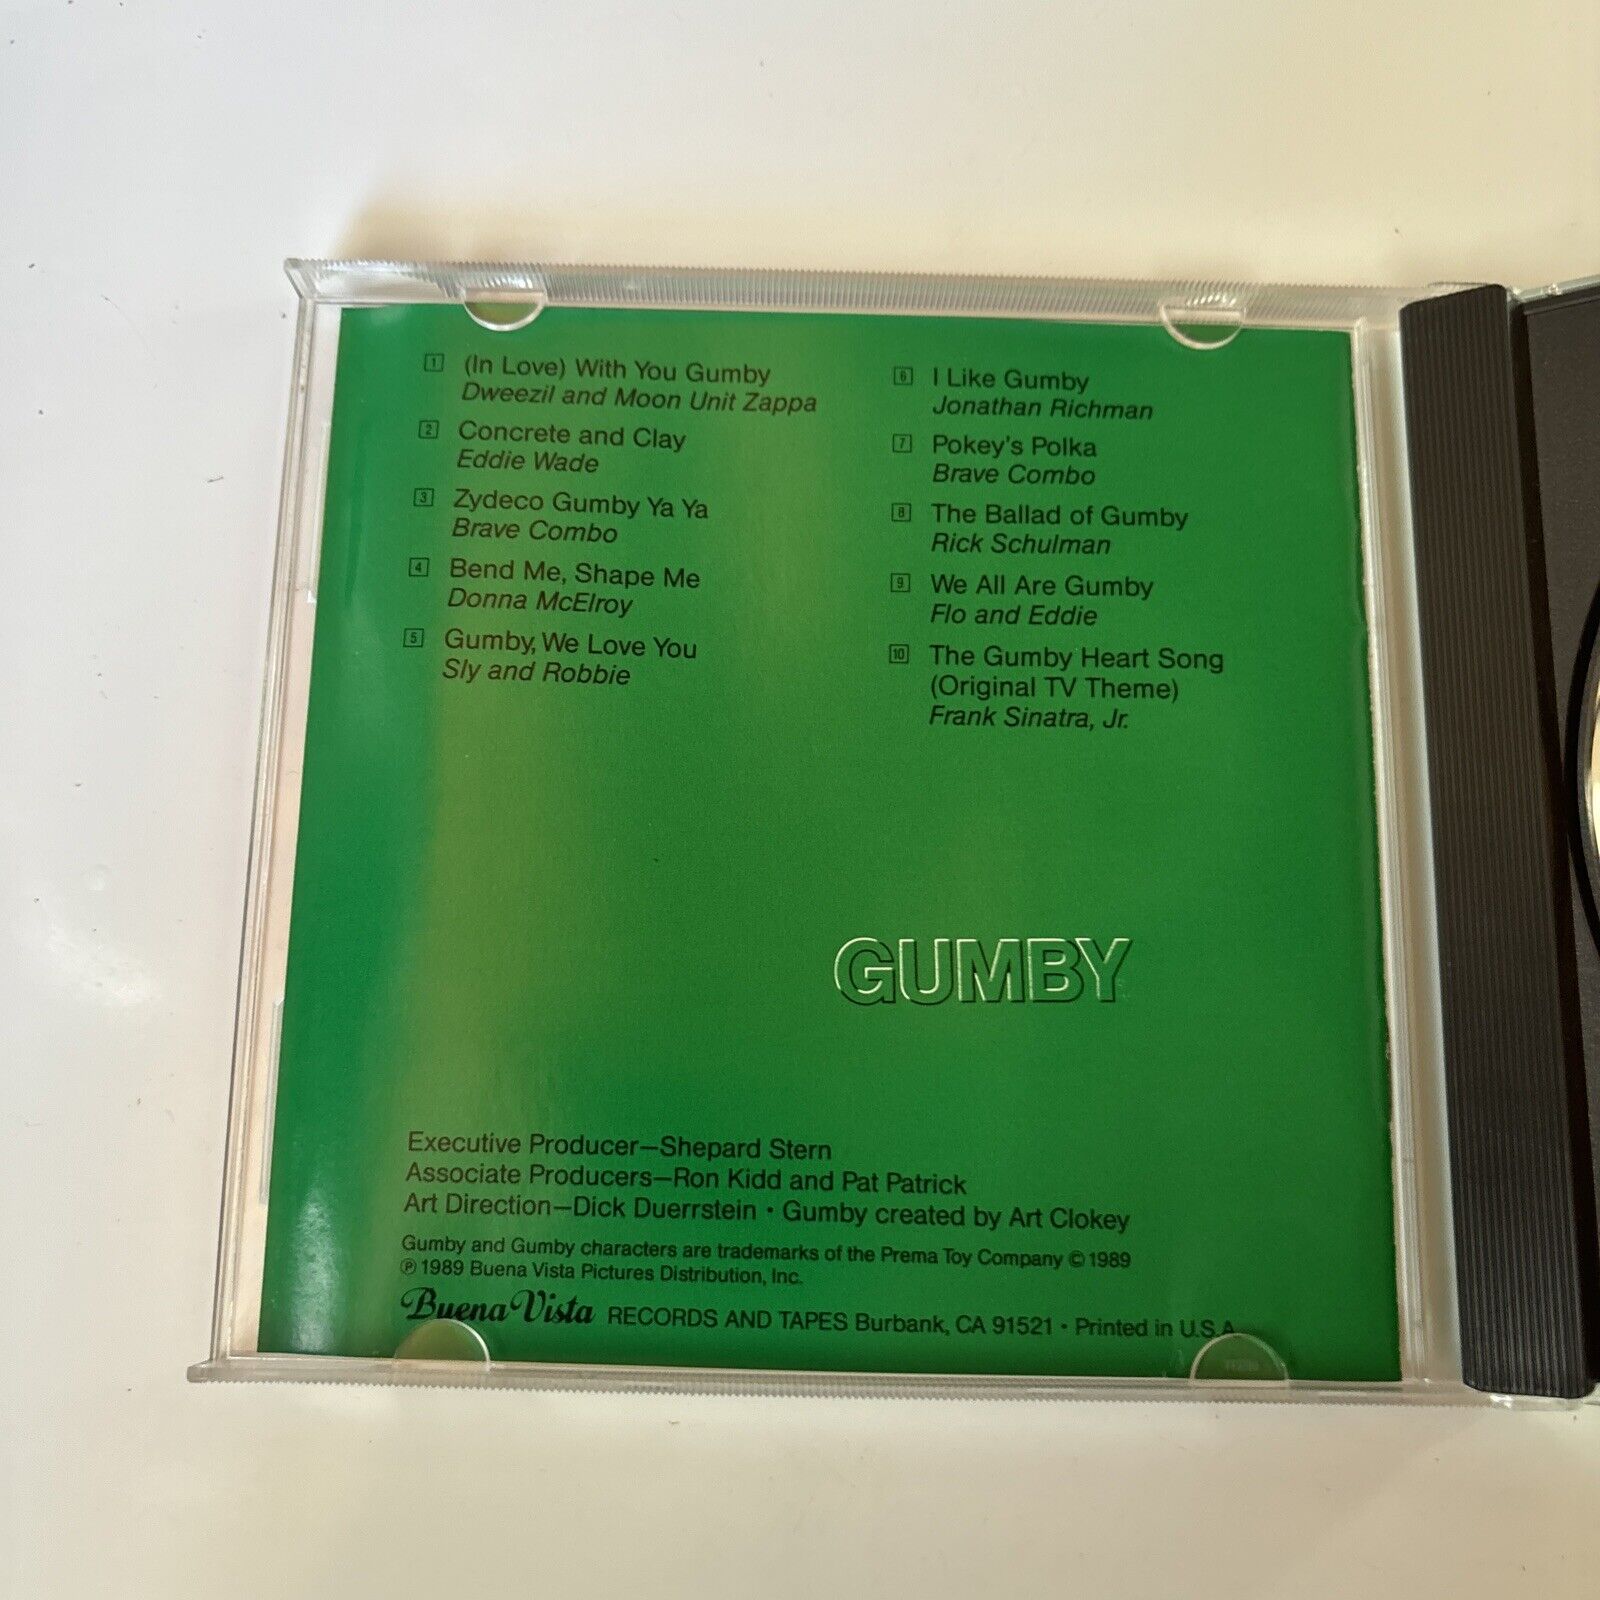 1 (In Love) With You Gumby
Dweezil and Moon Unit Zappa
2 Concrete and Clay
Eddie Wade
3 Zydeco Gumby Ya Ya
Brave Combo
4 Bend Me, Shape Me
Donna McElroy
5 Gumby, We Love You
Sly and Robbie
6 I Like Gumby
Jonathan Richman
7 Pokey's Polka
Brave Combo
8 The Ballad of Gumby
Rick Schulman
9 We All Are Gumby
Flo and Eddie
10 The Gumby Heart Song
(Original TV Theme)
Frank Sinatra, Jr.
GUMBY
Executive Producer—Shepard Stern
Associate Producers—Ron Kidd and Pat Patrick
Art Direction—Dick Duerrstein • Gumby created by Art Clokey
Gumby and Gumby characters are trademarks of the Prema Toy Company © 1989
℗ 1989 Buena Vista Pictures Distribution, Inc.
Buena Vista RECORDS AND TAPES Burbank, CA 91521 • Printed in U.S.A.